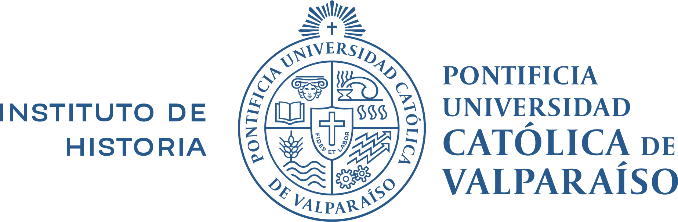 INSTITUTO DE
HISTORIA
PONTIFICIA UNIVERSIDAD CATÓLICA
DE VALPARAÍSO
FIDES ET LABOR
PONTIFICIA
UNIVERSIDAD
CATÓLICA DE
VALPARAÍSO